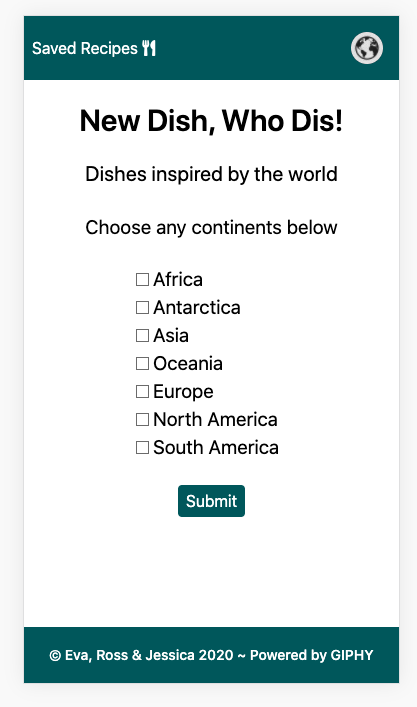 Saved Recipes
New Dish, Who Dis!
Dishes inspired by the world
Choose any continents below
Africa
Antarctica
Asia
Oceania
Europe
North America
South America
Submit
© Eva, Ross & Jessica 2020 ~ Powered by GIPHY